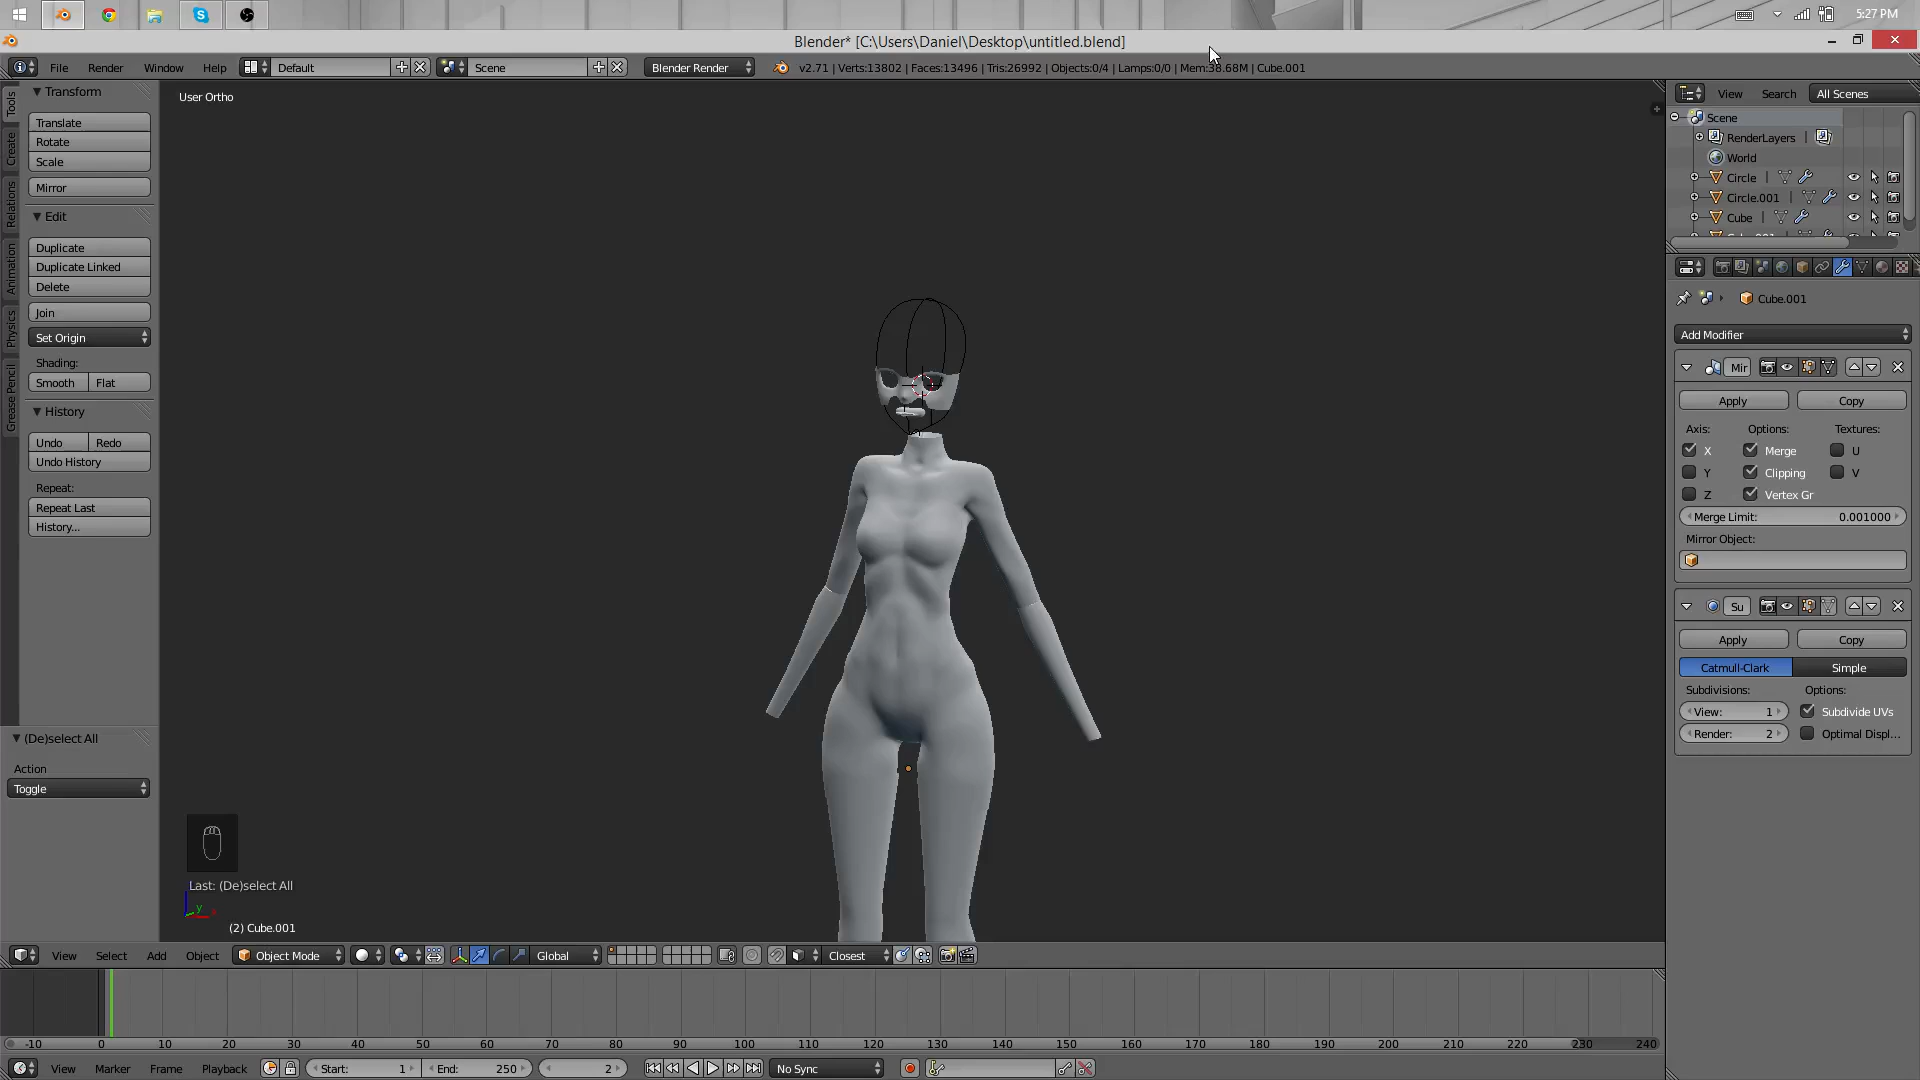 5:27 PM
Blender* [C:\Users\Daniel\Desktop\untitled.blend]
File Render Window Help Default Scene Blender Render v2.71 | Verts:13802 | Faces:13496 | Tris:26992 | Objects:0/4 | Lamps:0/0 | Mem:38.68M | Cube.001
Tools
Create
Relations
Animation
Physics
Grease Pencil
Transform
Translate
Rotate
Scale
Mirror
Edit
Duplicate
Duplicate Linked
Delete
Join
Set Origin
Shading:
Smooth Flat
History
Undo Redo
Undo History
Repeat:
Repeat Last
History...
(De)select All
Action
Toggle
User Ortho
Last: (De)select All
y
(2) Cube.001
View Select Add Object Object Mode Global Closest
-10 0 10 20 30 40 50 60 70 80 90 100 110 120 130 140 150 160 170 180 190 200 210 220 230 240
View Marker Frame Playback Start: 1 End: 250 2 No Sync
View Search All Scenes
Scene
RenderLayers
World
Circle
Circle.001
Cube
Cube.001
Add Modifier
Mir
Apply Copy
Axis: Options: Textures:
X Merge U
Y Clipping V
Z Vertex Gr
Merge Limit: 0.001000
Mirror Object:
Su
Apply Copy
Catmull-Clark Simple
Subdivisions: Options:
View: 1 Subdivide UVs
Render: 2 Optimal Displ...